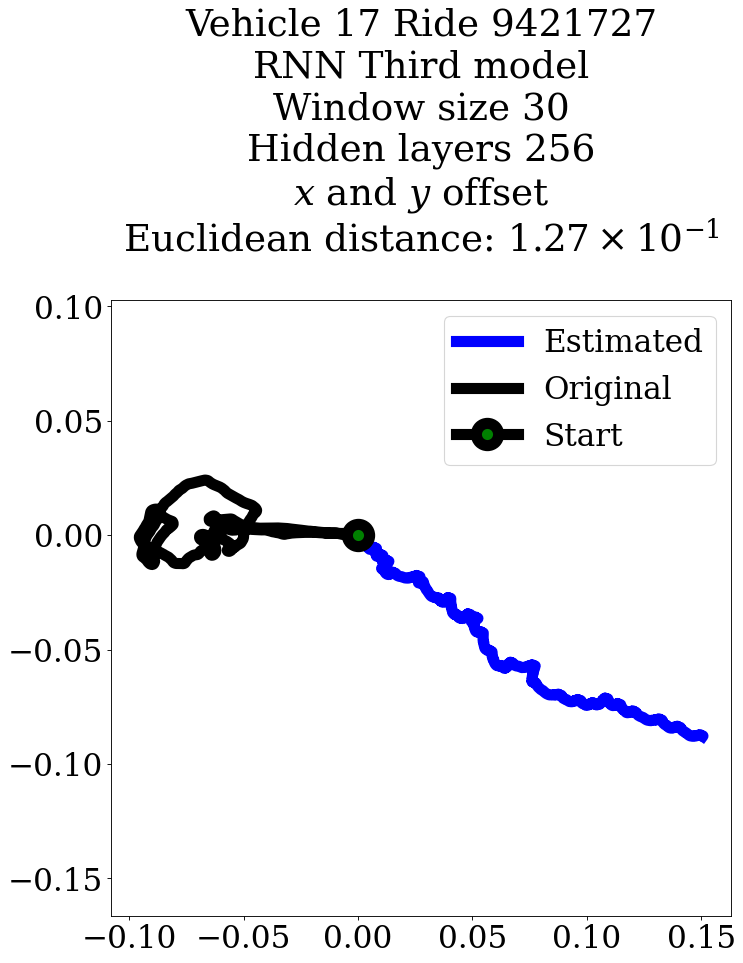 Vehicle 17 Ride 9421727
RNN Third model
Window size 30
Hidden layers 256
x and y offset
Euclidean distance: 1.27 × 10⁻¹
0.10
0.05
0.00
−0.05
−0.10
−0.15
Estimated
Original
Start
−0.10 −0.05 0.00 0.05 0.10 0.15